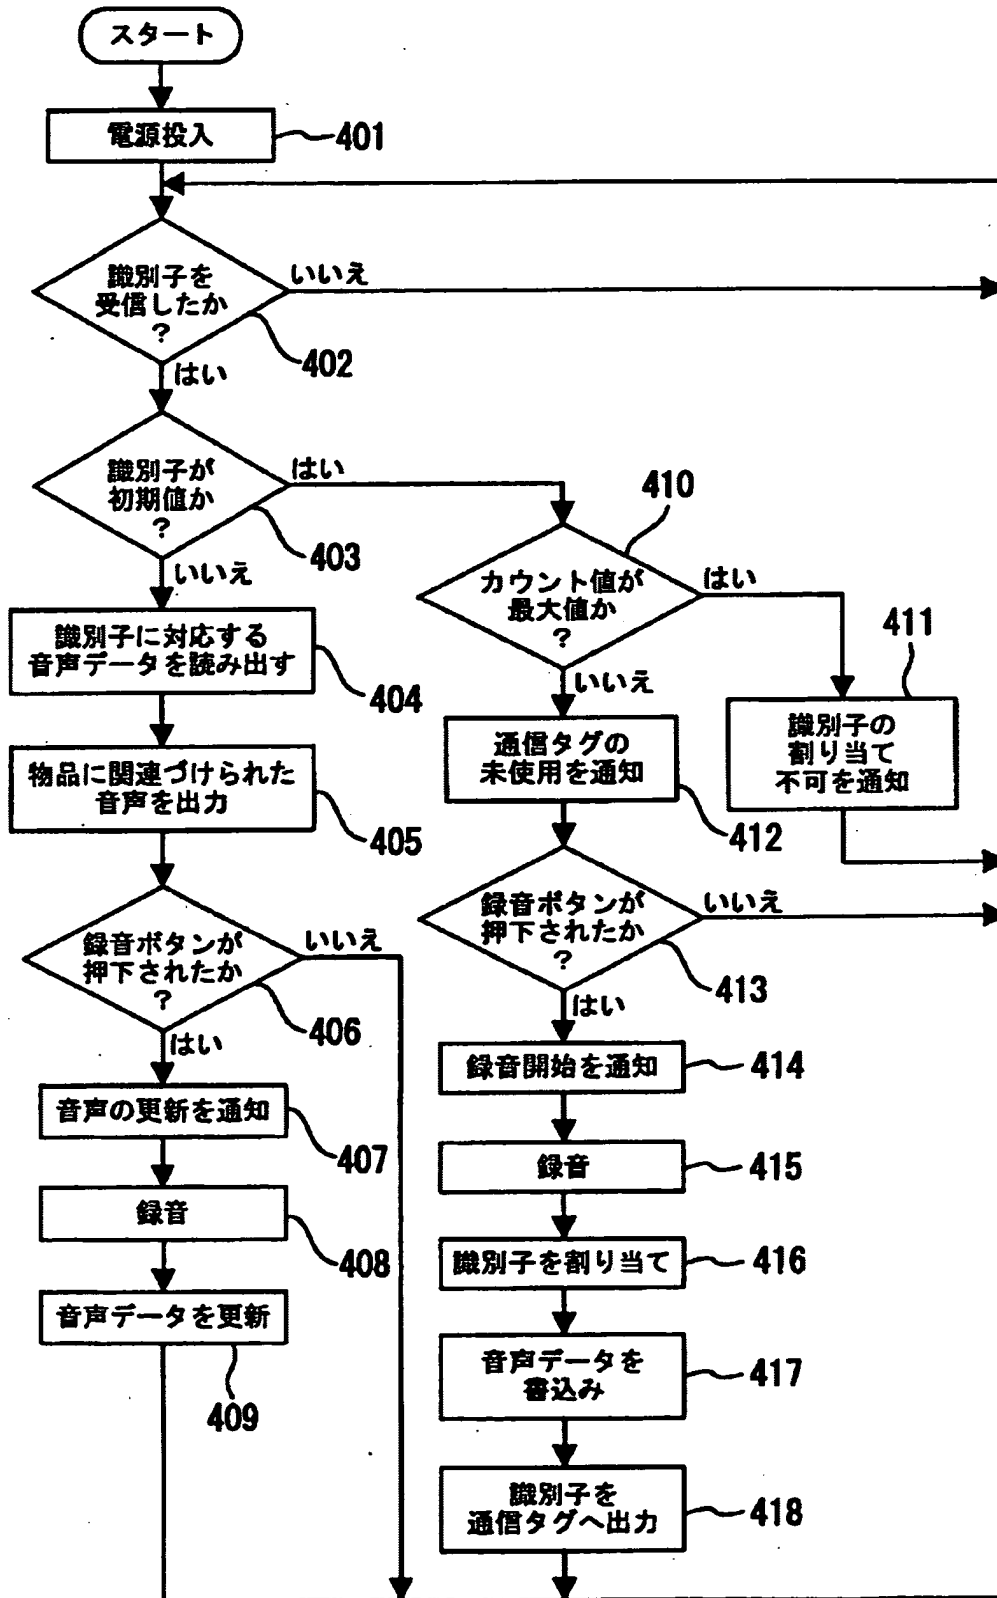 スタート
電源投入
401
識別子を
受信したか
?
いいえ
402
はい
識別子が
初期値か
?
はい
403
いいえ
識別子に対応する
音声データを読み出す
404
物品に関連づけられた
音声を出力
405
録音ボタンが
押下されたか
?
いいえ
406
はい
音声の更新を通知
407
録音
408
音声データを更新
409
410
カウント値が
最大値か
?
はい
いいえ
411
識別子の
割り当て
不可を通知
通信タグの
未使用を通知
412
録音ボタンが
押下されたか
?
いいえ
413
はい
録音開始を通知
414
録音
415
識別子を割り当て
416
音声データを
書込み
417
識別子を
通信タグへ出力
418